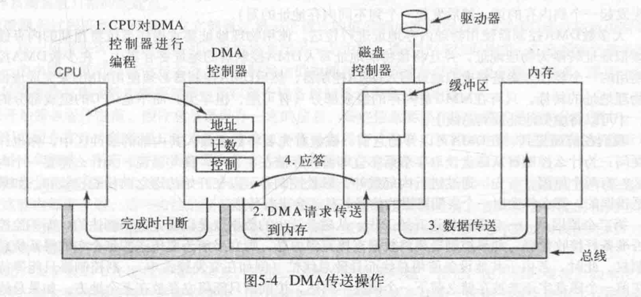 1. CPU对DMA
控制器进行
编程
CPU
DMA
控制器
磁盘
控制器
驱动器
缓冲区
内存
地址
计数
控制
4. 应答
完成时中断
2. DMA请求传送
到内存
3. 数据传送
总线
图5-4 DMA传送操作